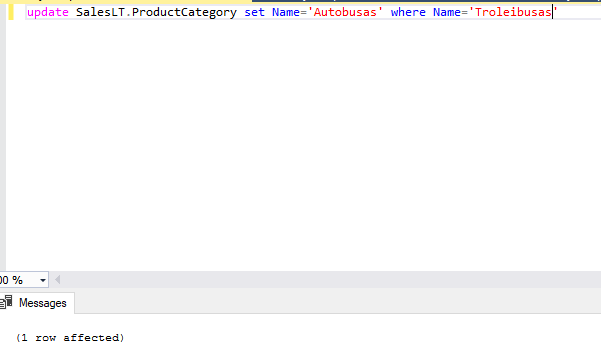 update SalesLT.ProductCategory set Name='Autobusas' where Name='Troleibusas'
00 %
Messages
(1 row affected)